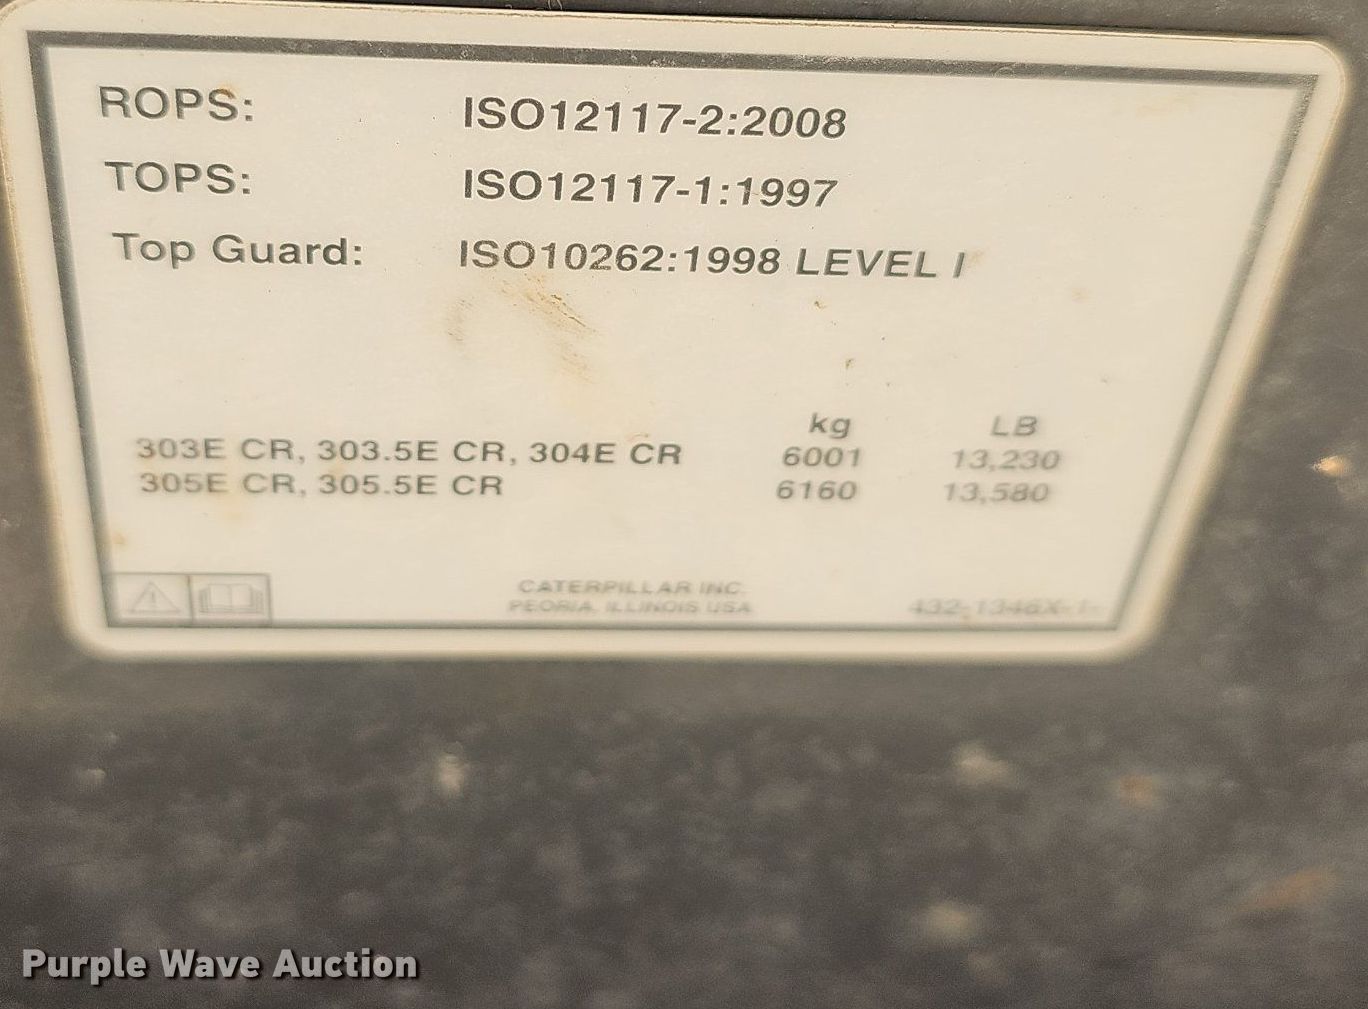 ROPS: ISO12117-2:2008
TOPS: ISO12117-1:1997
Top Guard: ISO10262:1998 LEVEL I
kg LB
303E CR, 303.5E CR, 304E CR 6001 13,230
305E CR, 305.5E CR 6160 13,580
CATERPILLAR INC.
PEORIA, ILLINOIS USA
Purple Wave Auction